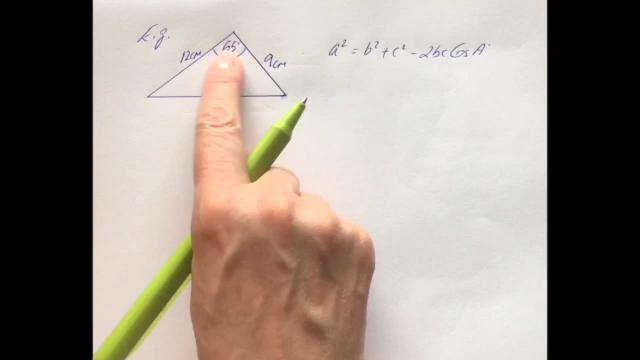 E.g.
12cm
65°
9cm
a² = b² + c² - 2bc Cos A